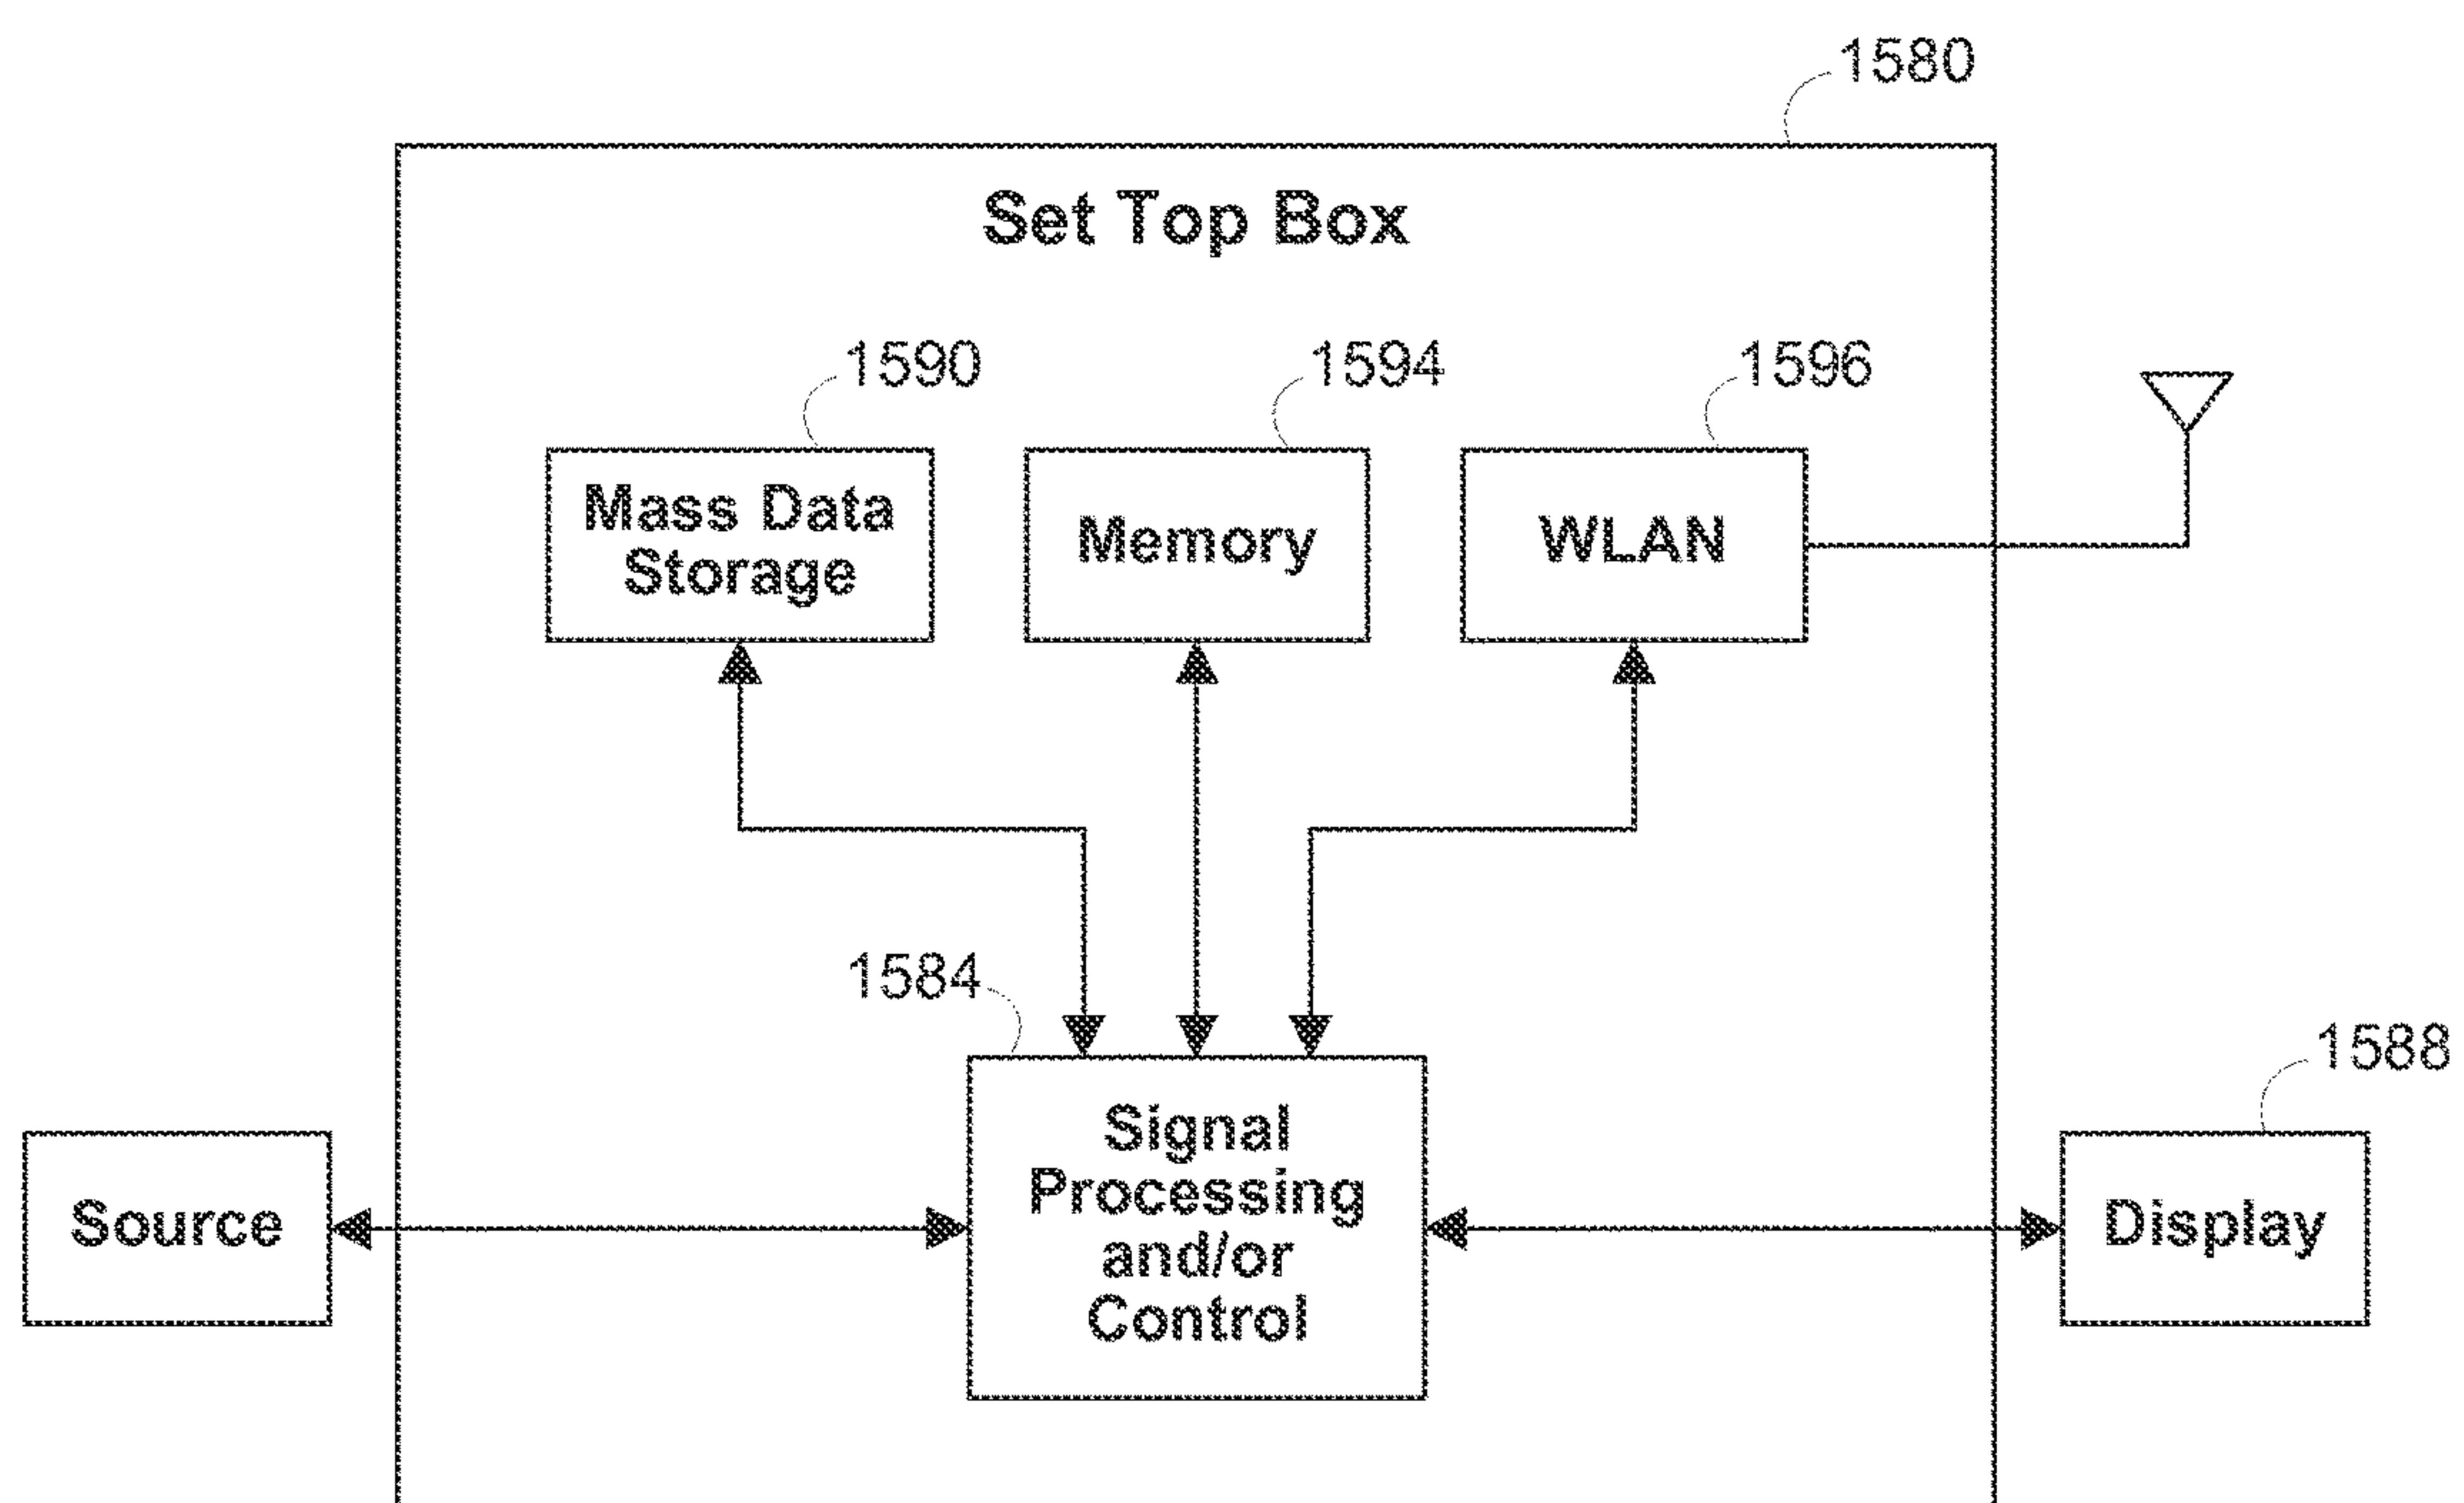 1580
Set Top Box
1590
1594
1596
Mass Data
Storage
Memory
WLAN
1584
1588
Signal
Processing
and/or
Control
Source
Display